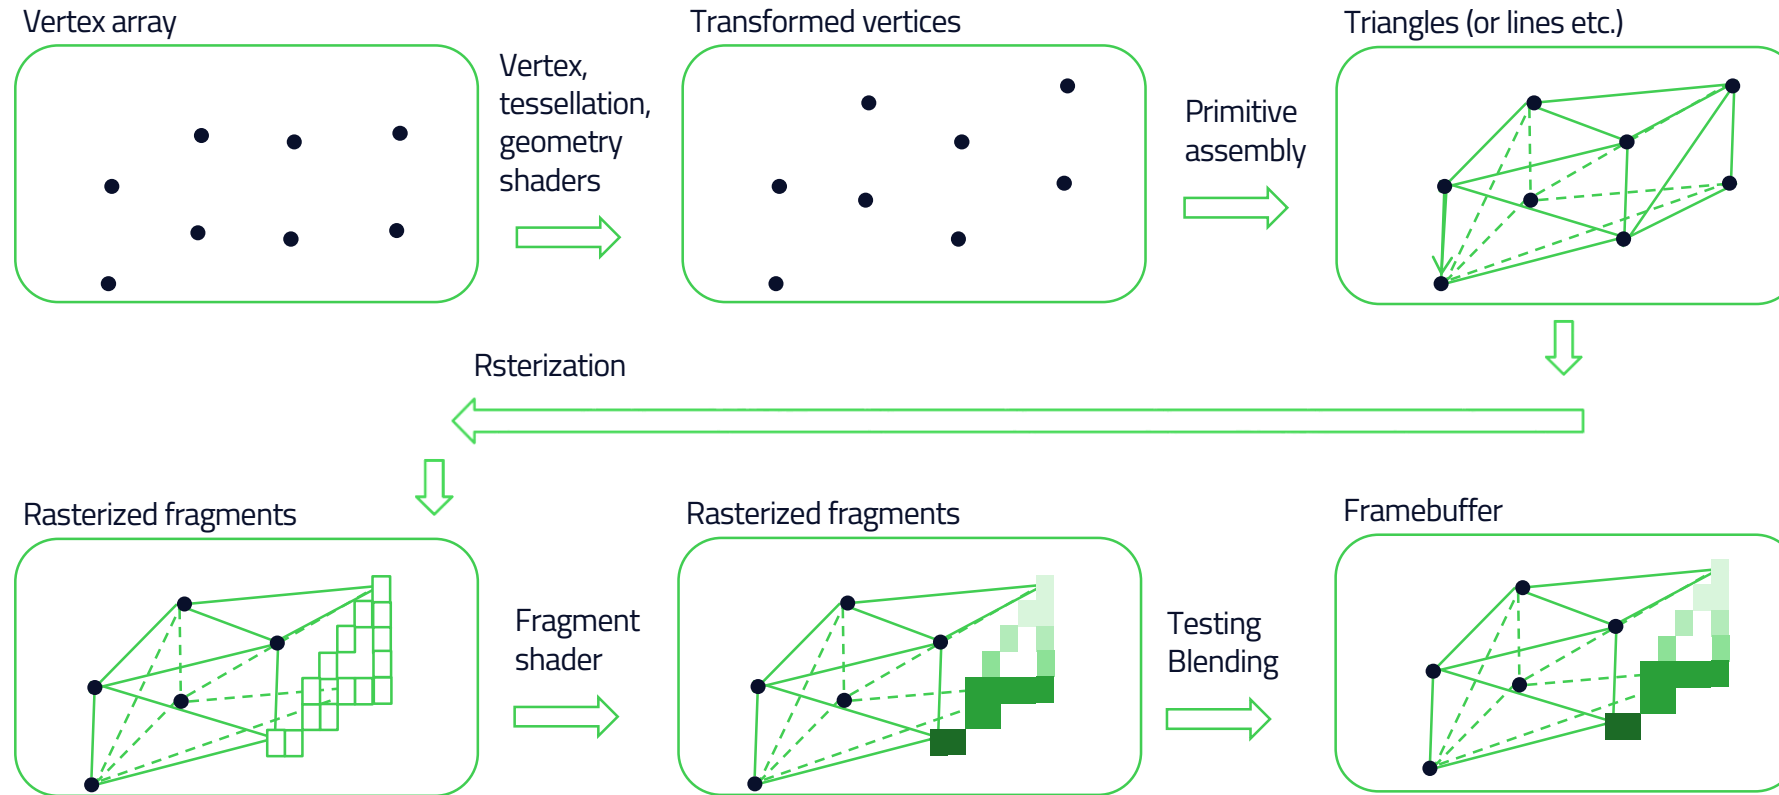 Vertex array
Transformed vertices
Triangles (or lines etc.)
Vertex,
tessellation,
geometry
shaders
Primitive
assembly
Rsterization
Rasterized fragments
Rasterized fragments
Framebuffer
Fragment
shader
Testing
Blending